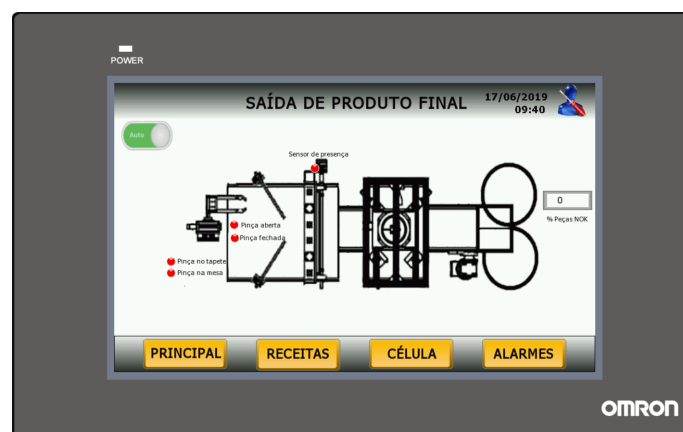 POWER
SAÍDA DE PRODUTO FINAL
17/06/2019
09:40
Auto
Sensor de presença
Pinça aberta
Pinça fechada
0
% Peças NOK
Pinça no tapete
Pinça na mesa
PRINCIPAL
RECEITAS
CÉLULA
ALARMES
OMRON